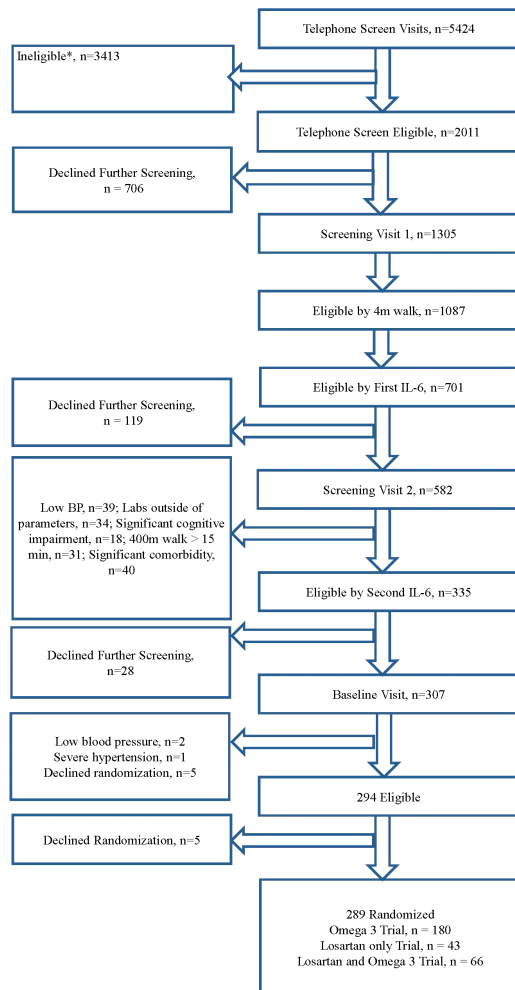 Telephone Screen Visits, n=5424
Ineligible*, n=3413
Telephone Screen Eligible, n=2011
Declined Further Screening,
n = 706
Screening Visit 1, n=1305
Eligible by 4m walk, n=1087
Eligible by First IL-6, n=701
Declined Further Screening,
n = 119
Screening Visit 2, n=582
Low BP, n=39; Labs outside of
parameters, n=34; Significant cognitive
impairment, n=18; 400m walk > 15
min, n=31; Significant comorbidity,
n=40
Eligible by Second IL-6, n=335
Declined Further Screening,
n=28
Baseline Visit, n=307
Low blood pressure, n=2
Severe hypertension, n=1
Declined randomization, n=5
294 Eligible
Declined Randomization, n=5
289 Randomized
Omega 3 Trial, n = 180
Losartan only Trial, n = 43
Losartan and Omega 3 Trial, n = 66